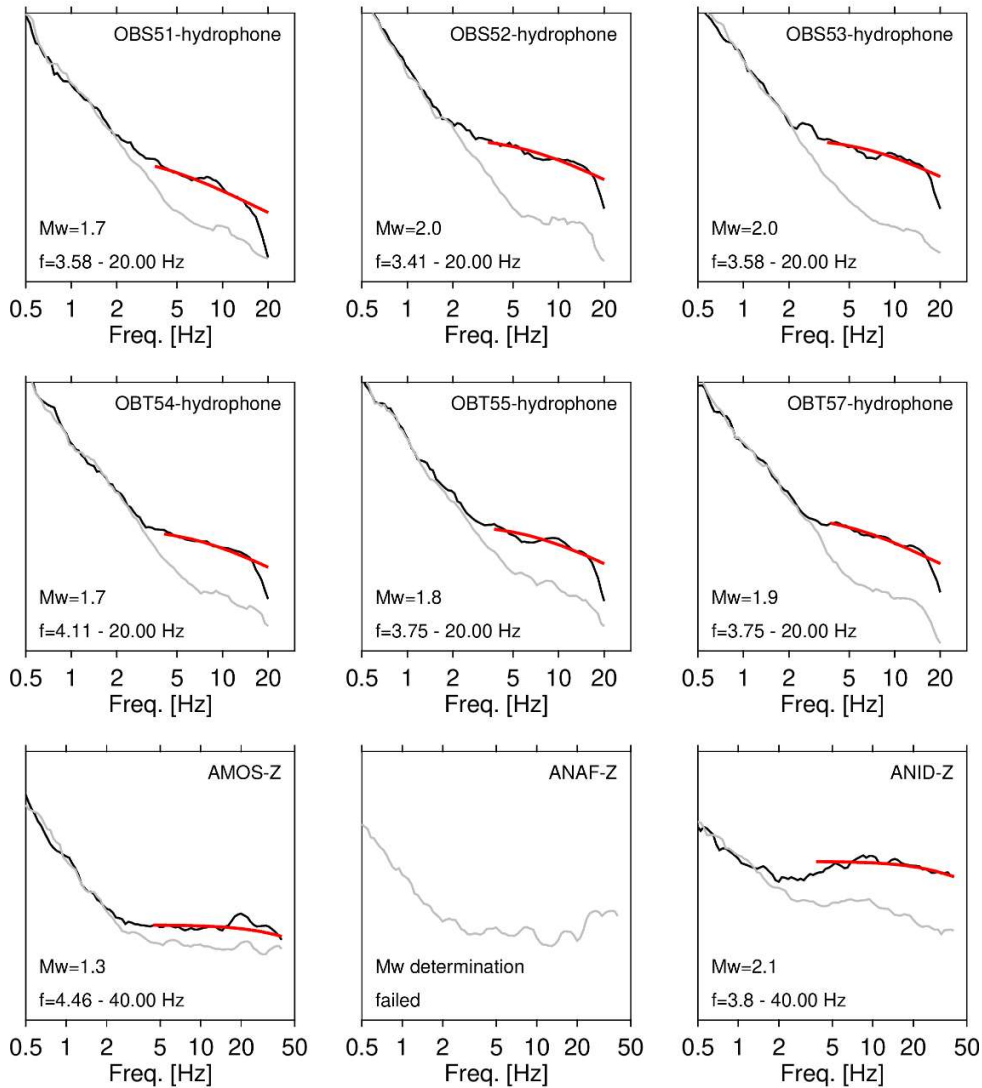 OBS51-hydrophone
Mw=1.7
f=3.58 - 20.00 Hz
0.5 1 2 5 10 20
Freq. [Hz]
OBS52-hydrophone
Mw=2.0
f=3.41 - 20.00 Hz
0.5 1 2 5 10 20
Freq. [Hz]
OBS53-hydrophone
Mw=2.0
f=3.58 - 20.00 Hz
0.5 1 2 5 10 20
Freq. [Hz]
OBT54-hydrophone
Mw=1.7
f=4.11 - 20.00 Hz
0.5 1 2 5 10 20
Freq. [Hz]
OBT55-hydrophone
Mw=1.8
f=3.75 - 20.00 Hz
0.5 1 2 5 10 20
Freq. [Hz]
OBT57-hydrophone
Mw=1.9
f=3.75 - 20.00 Hz
0.5 1 2 5 10 20
Freq. [Hz]
AMOS-Z
Mw=1.3
f=4.46 - 40.00 Hz
0.5 1 2 5 10 20 50
Freq. [Hz]
ANAF-Z
Mw determination
failed
0.5 1 2 5 10 20 50
Freq. [Hz]
ANID-Z
Mw=2.1
f=3.8 - 40.00 Hz
0.5 1 2 5 10 20 50
Freq. [Hz]